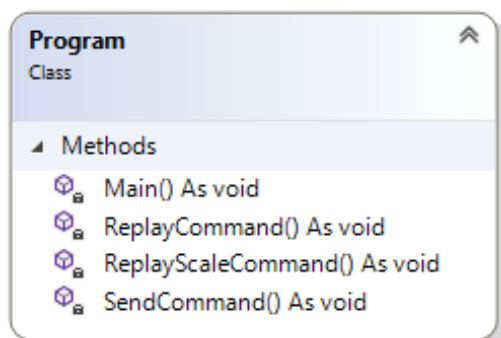 Program
Class
Methods
Main() As void
ReplayCommand() As void
ReplayScaleCommand() As void
SendCommand() As void